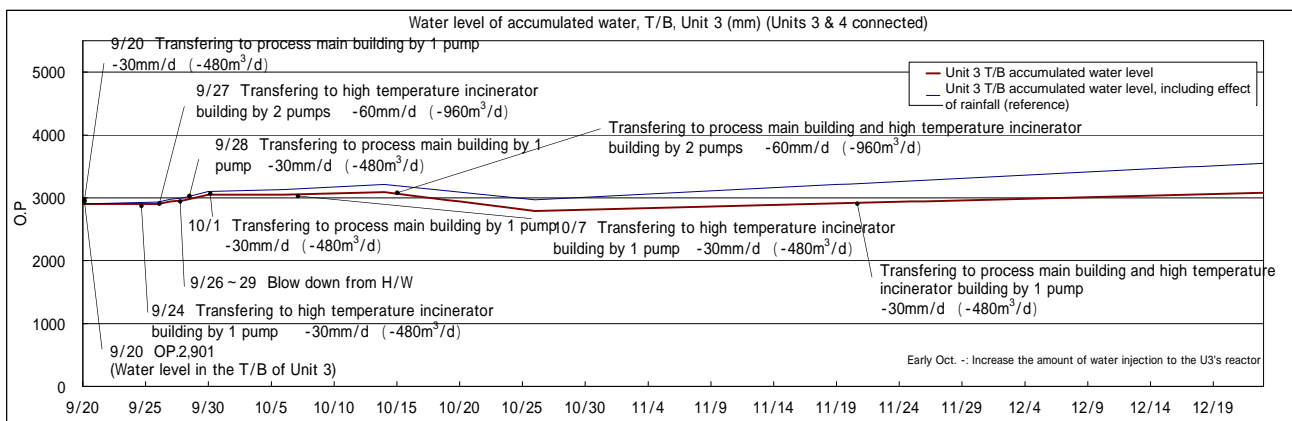 Water level of accumulated water, T/B, Unit 3 (mm) (Units 3 & 4 connected)
9/20 Transfering to process main building by 1 pump
-30mm/d (-480m³/d)
9/27 Transfering to high temperature incinerator
building by 2 pumps -60mm/d (-960m³/d)
9/28 Transfering to process main building by 1
pump -30mm/d (-480m³/d)
Unit 3 T/B accumulated water level
Unit 3 T/B accumulated water level, including effect
of rainfall (reference)
Transfering to process main building and high temperature incinerator
building by 2 pumps -60mm/d (-960m³/d)
10/1 Transfering to process main building by 1 pump
-30mm/d (-480m³/d)
10/7 Transfering to high temperature incinerator
building by 1 pump -30mm/d (-480m³/d)
9/26 ~ 29 Blow down from H/W
Transfering to process main building and high temperature
incinerator building by 1 pump
-30mm/d (-480m³/d)
9/24 Transfering to high temperature incinerator
building by 1 pump -30mm/d (-480m³/d)
9/20 OP.2,901
(Water level in the T/B of Unit 3)
Early Oct. -: Increase the amount of water injection to the U3's reactor
O.P
5000
4000
3000
2000
1000
0
9/20 9/25 9/30 10/5 10/10 10/15 10/20 10/25 10/30 11/4 11/9 11/14 11/19 11/24 11/29 12/4 12/9 12/14 12/19